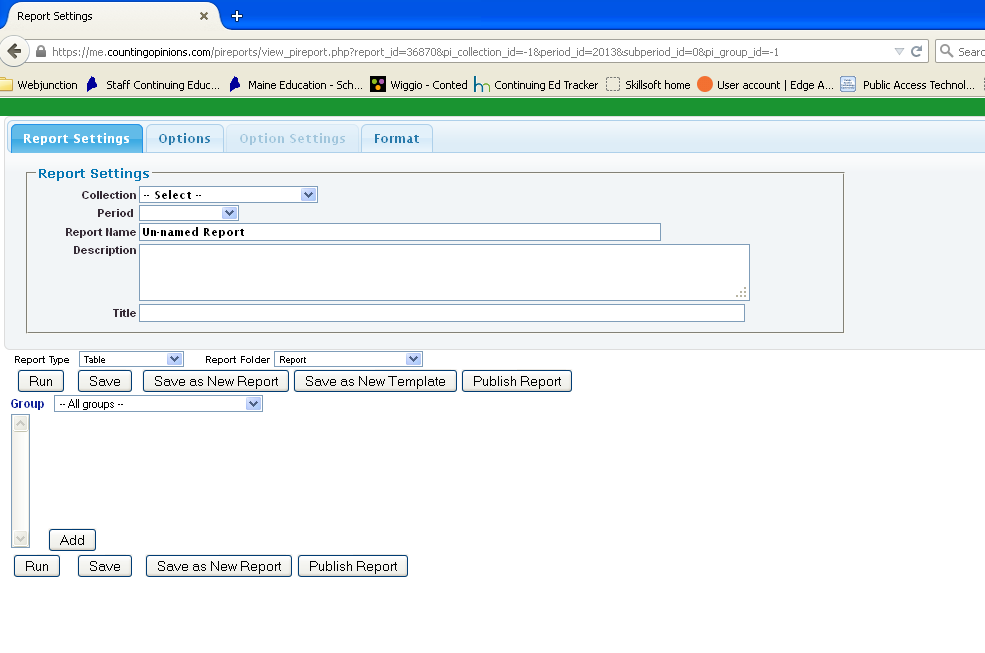 Report Settings
https://me.countingopinions.com/pireports/view_pireport.php?report_id=36870&pi_collection_id=-1&period_id=2013&subperiod_id=0&pi_group_id=-1
Searc
Webjunction Staff Continuing Educ... Maine Education - Sch... Wiggio - Conted Continuing Ed Tracker Skillsoft home User account | Edge A... Public Access Technol...
Report Settings Options Option Settings Format
Report Settings
Collection -- Select --
Period
Report Name Un-named Report
Description
Title
Report Type Table Report Folder Report
Run Save Save as New Report Save as New Template Publish Report
Group -- All groups --
Add
Run Save Save as New Report Publish Report